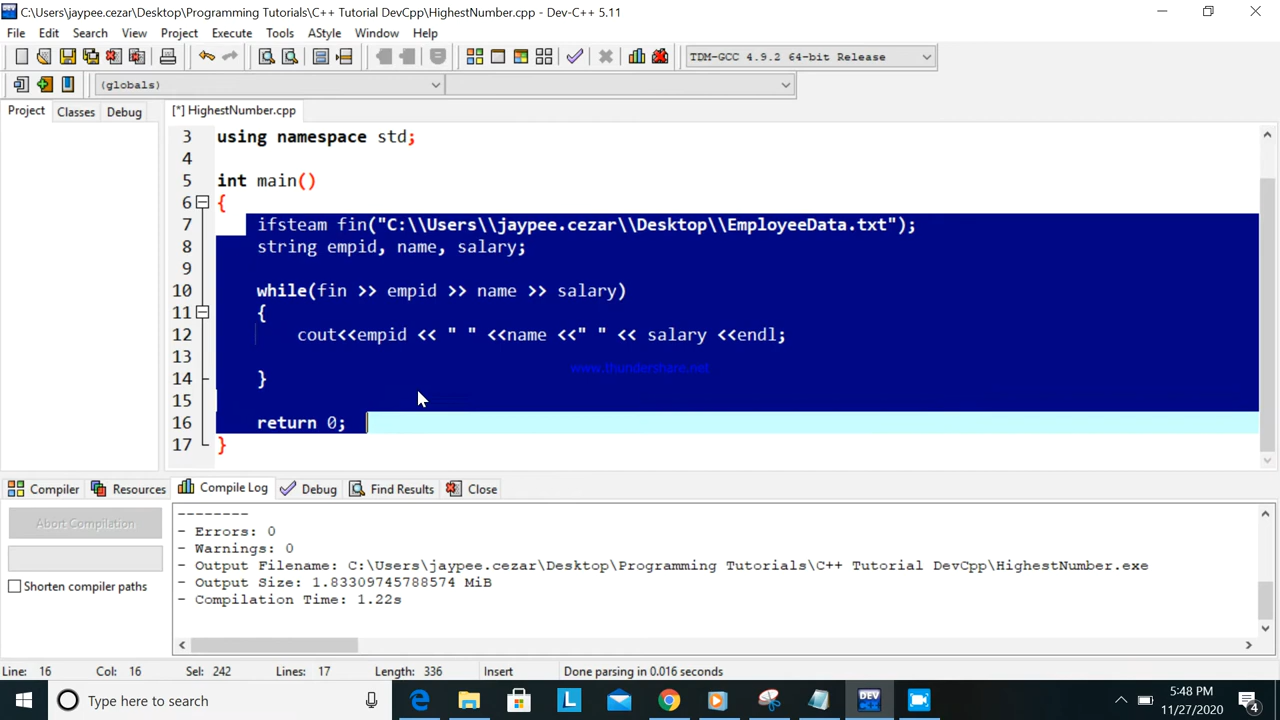 C:\Users\jaypee.cezar\Desktop\Programming Tutorials\C++ Tutorial DevCpp\HighestNumber.cpp - Dev-C++ 5.11
File Edit Search View Project Execute Tools AStyle Window Help
TDM-GCC 4.9.2 64-bit Release
(globals)
Project Classes Debug [*] HighestNumber.cpp
3 using namespace std;
4
5 int main()
6 {
7 ifsteam fin("C:\\Users\\jaypee.cezar\\Desktop\\EmployeeData.txt");
8 string empid, name, salary;
9
10 while(fin >> empid >> name >> salary)
11 {
12 cout<<empid << " " <<name <<" " << salary <<endl;
13
www.thundershare.net
14 }
15
16 return 0;
17 }
Compiler Resources Compile Log Debug Find Results Close
--------
Abort Compilation
- Errors: 0
- Warnings: 0
- Output Filename: C:\Users\jaypee.cezar\Desktop\Programming Tutorials\C++ Tutorial DevCpp\HighestNumber.exe
Shorten compiler paths
- Output Size: 1.83309745788574 MiB
- Compilation Time: 1.22s
Line: 16 Col: 16 Sel: 242 Lines: 17 Length: 336 Insert Done parsing in 0.016 seconds
Type here to search
L
DEV
5:48 PM
11/27/2020
4